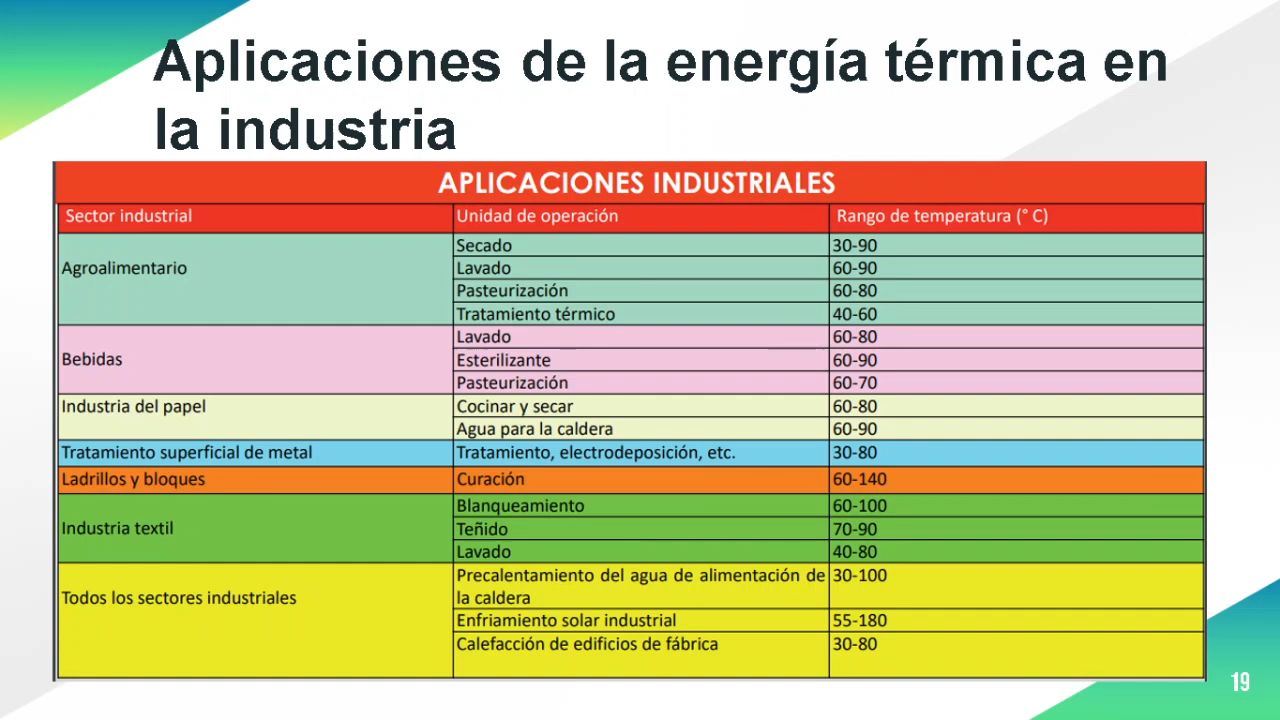 Aplicaciones de la energía térmica en
la industria
APLICACIONES INDUSTRIALES
Sector industrial Unidad de operación Rango de temperatura (° C)
Agroalimentario
Secado 30-90
Lavado 60-90
Pasteurización 60-80
Tratamiento térmico 40-60
Bebidas
Lavado 60-80
Esterilizante 60-90
Pasteurización 60-70
Industria del papel Cocinar y secar 60-80
Agua para la caldera 60-90
Tratamiento superficial de metal Tratamiento, electrodeposición, etc. 30-80
Ladrillos y bloques Curación 60-140
Industria textil
Blanqueamiento 60-100
Teñido 70-90
Lavado 40-80
Todos los sectores industriales
Precalentamiento del agua de alimentación de 30-100
la caldera
Enfriamiento solar industrial 55-180
Calefacción de edificios de fábrica 30-80
19